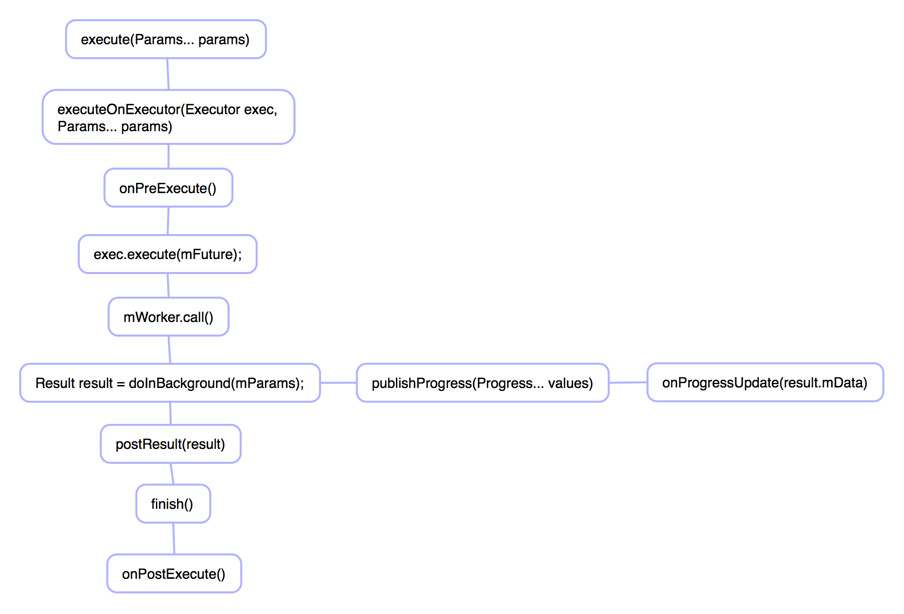 execute(Params... params)
executeOnExecutor(Executor exec,
Params... params)
onPreExecute()
exec.execute(mFuture);
mWorker.call()
Result result = doInBackground(mParams);
publishProgress(Progress... values)
onProgressUpdate(result.mData)
postResult(result)
finish()
onPostExecute()